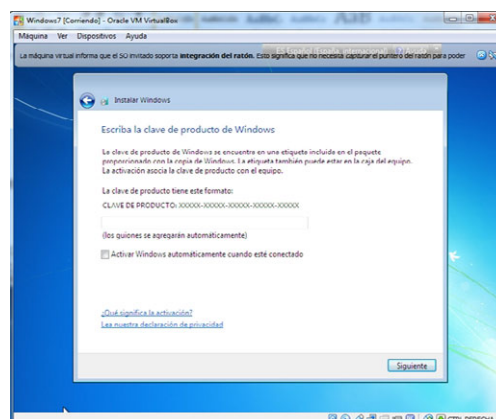 Windows7 [Corriendo] - Oracle VM VirtualBox
Máquina Ver Dispositivos Ayuda
La máquina virtual informa que el SO invitado soporta integración del ratón. Esto significa que no necesita capturar el puntero del ratón para poder
Instalar Windows
Escriba la clave de producto de Windows
La clave de producto de Windows se encuentra en una etiqueta incluida en el paquete
proporcionado con la copia de Windows. La etiqueta también puede estar en la caja del equipo.
La activación asocia la clave de producto con el equipo.
La clave de producto tiene este formato:
CLAVE DE PRODUCTO: XXXXX-XXXXX-XXXXX-XXXXX-XXXXX
(los guiones se agregarán automáticamente)
Activar Windows automáticamente cuando esté conectado
¿Qué significa la activación?
Lea nuestra declaración de privacidad
Siguiente
CTRL DERECHA